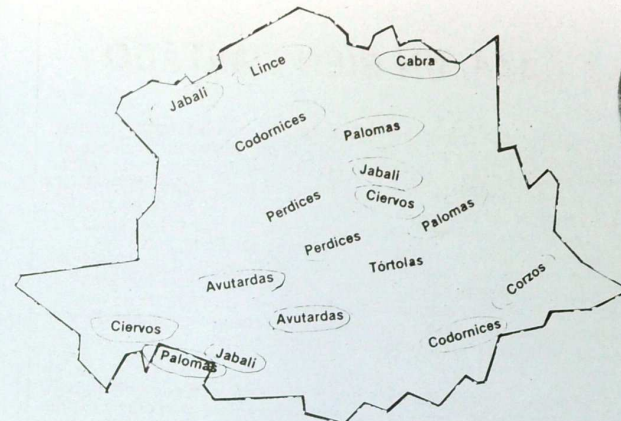 Lince
Cabra
Jabalí
Codornices
Palomas
Jabalí
Ciervos
Perdices
Palomas
Perdices
Tórtolas
Avutardas
Corzos
Avutardas
Ciervos
Codornices
Palomas
Jabalí